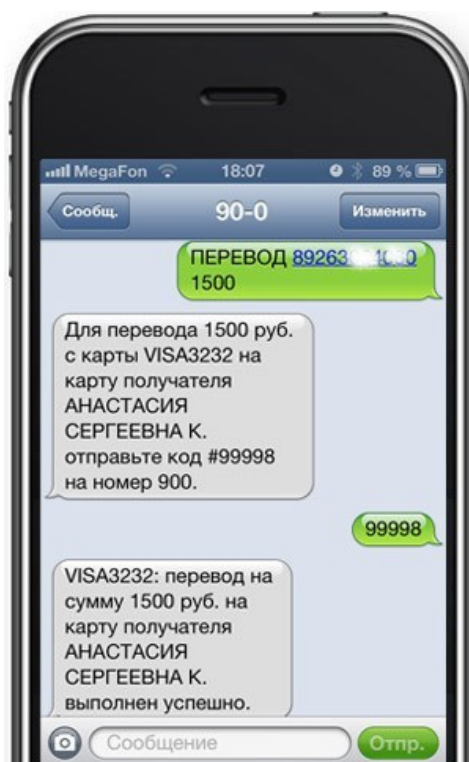 MegaFon 18:07 89 %
Сообщ. 90-0 Изменить
ПЕРЕВОД
1500
Для перевода 1500 руб.
с карты VISA3232 на
карту получателя
АНАСТАСИЯ
СЕРГЕЕВНА К.
отправьте код #99998
на номер 900.
99998
VISA3232: перевод на
сумму 1500 руб. на
карту получателя
АНАСТАСИЯ
СЕРГЕЕВНА К.
выполнен успешно.
Сообщение Отпр.